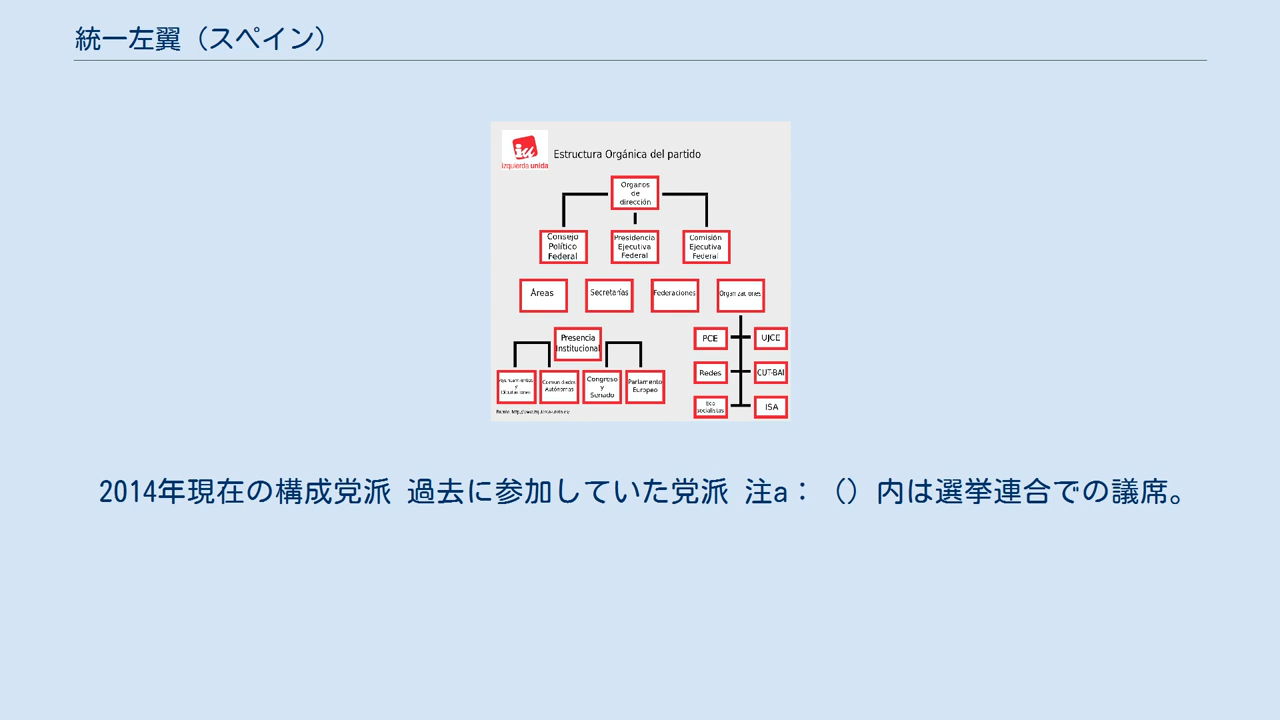 統一左翼（スペイン）
izquierda unida
Estructura Orgánica del partido
Organos
de
dirección
Consejo
Político
Federal
Presidencia
Ejecutiva
Federal
Comisión
Ejecutiva
Federal
Áreas
Secretarías
Federaciones
Organizaciones
Presencia
Institucional
Ayuntamientos
y
Diputaciones
Comunidades
Autónomas
Congreso
y
Senado
Parlamento
Europeo
PCE
UJCE
Redes
CUT-BAI
socialistas
ISA
2014年現在の構成党派 過去に参加していた党派 注a：（）内は選挙連合での議席。